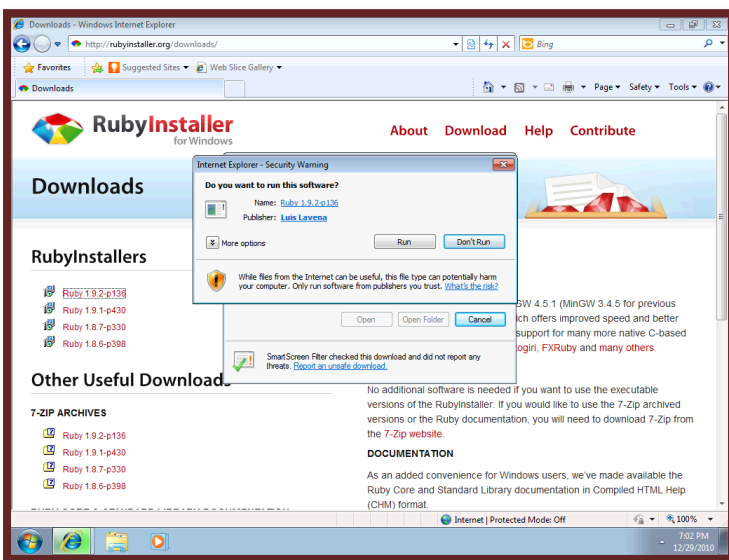 Downloads - Windows Internet Explorer
http://rubyinstaller.org/downloads/
Bing
Favorites
Suggested Sites
Web Slice Gallery
Downloads
Page
Safety
Tools
RubyInstaller
for Windows
About
Download
Help
Contribute
Downloads
Internet Explorer - Security Warning
Do you want to run this software?
Name: Ruby 1.9.2-p136
Publisher: Luis Lavena
More options
Run
Don't Run
While files from the Internet can be useful, this file type can potentially harm
your computer. Only run software from publishers you trust. What's the risk?
Open
Open Folder
Cancel
SmartScreen Filter checked this download and did not report any
threats. Report an unsafe download.
RubyInstallers
Ruby 1.9.2-p136
Ruby 1.9.1-p430
Ruby 1.8.7-p330
Ruby 1.8.6-p398
Other Useful Downloads
7-ZIP ARCHIVES
Ruby 1.9.2-p136
Ruby 1.9.1-p430
Ruby 1.8.7-p330
Ruby 1.8.6-p398
GW 4.5.1 (MinGW 3.4.5 for previous
ich offers improved speed and better
support for many more native C-based
ogiri, FXRuby and many others.
No additional software is needed if you want to use the executable
versions of the RubyInstaller. If you would like to use the 7-Zip archived
versions or the Ruby documentation, you will need to download 7-Zip from
the 7-Zip website.
DOCUMENTATION
As an added convenience for Windows users, we've made available the
Ruby Core and Standard Library documentation in Compiled HTML Help
(CHM) format.
Internet | Protected Mode: Off
100%
7:02 PM
12/29/2010